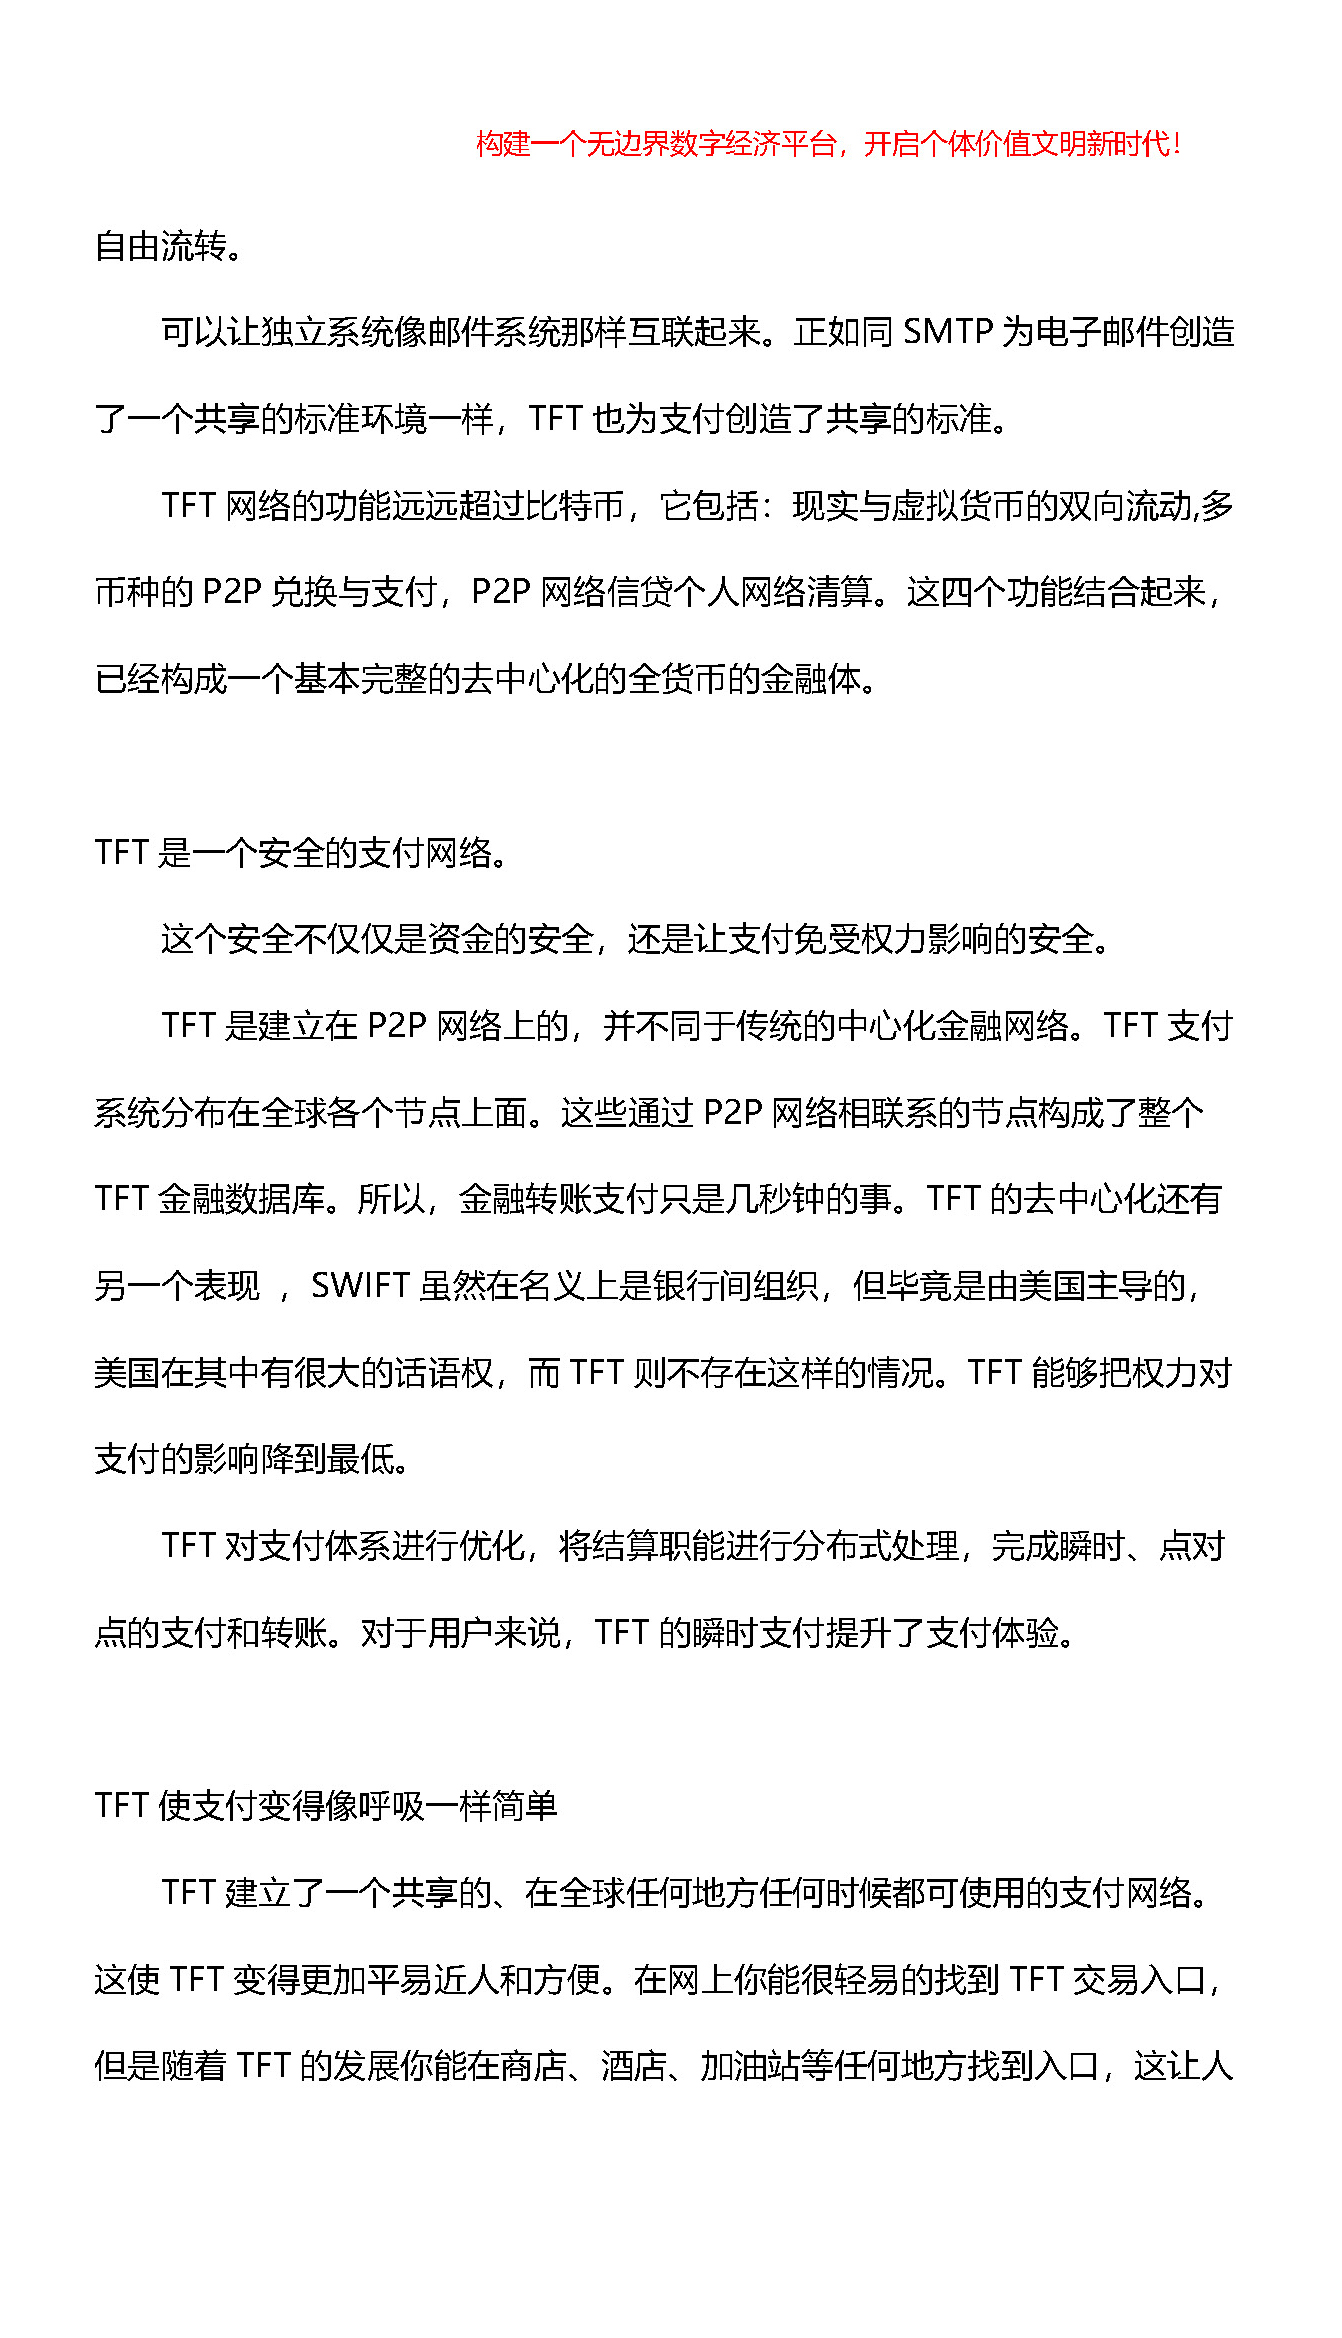 构建一个无边界数字经济平台，开启个体价值文明新时代！
自由流转。
可以让独立系统像邮件系统那样互联起来。正如同 SMTP 为电子邮件创造
了一个共享的标准环境一样，TFT 也为支付创造了共享的标准。
TFT 网络的功能远远超过比特币，它包括：现实与虚拟货币的双向流动,多
币种的 P2P 兑换与支付，P2P 网络信贷个人网络清算。这四个功能结合起来，
已经构成一个基本完整的去中心化的全货币的金融体。
TFT 是一个安全的支付网络。
这个安全不仅仅是资金的安全，还是让支付免受权力影响的安全。
TFT 是建立在 P2P 网络上的，并不同于传统的中心化金融网络。TFT 支付
系统分布在全球各个节点上面。这些通过 P2P 网络相联系的节点构成了整个
TFT 金融数据库。所以，金融转账支付只是几秒钟的事。TFT 的去中心化还有
另一个表现 ，SWIFT 虽然在名义上是银行间组织，但毕竟是由美国主导的，
美国在其中有很大的话语权，而 TFT 则不存在这样的情况。TFT 能够把权力对
支付的影响降到最低。
TFT 对支付体系进行优化，将结算职能进行分布式处理，完成瞬时、点对
点的支付和转账。对于用户来说，TFT 的瞬时支付提升了支付体验。
TFT 使支付变得像呼吸一样简单
TFT 建立了一个共享的、在全球任何地方任何时候都可使用的支付网络。
这使 TFT 变得更加平易近人和方便。在网上你能很轻易的找到 TFT 交易入口，
但是随着 TFT 的发展你能在商店、酒店、加油站等任何地方找到入口，这让人